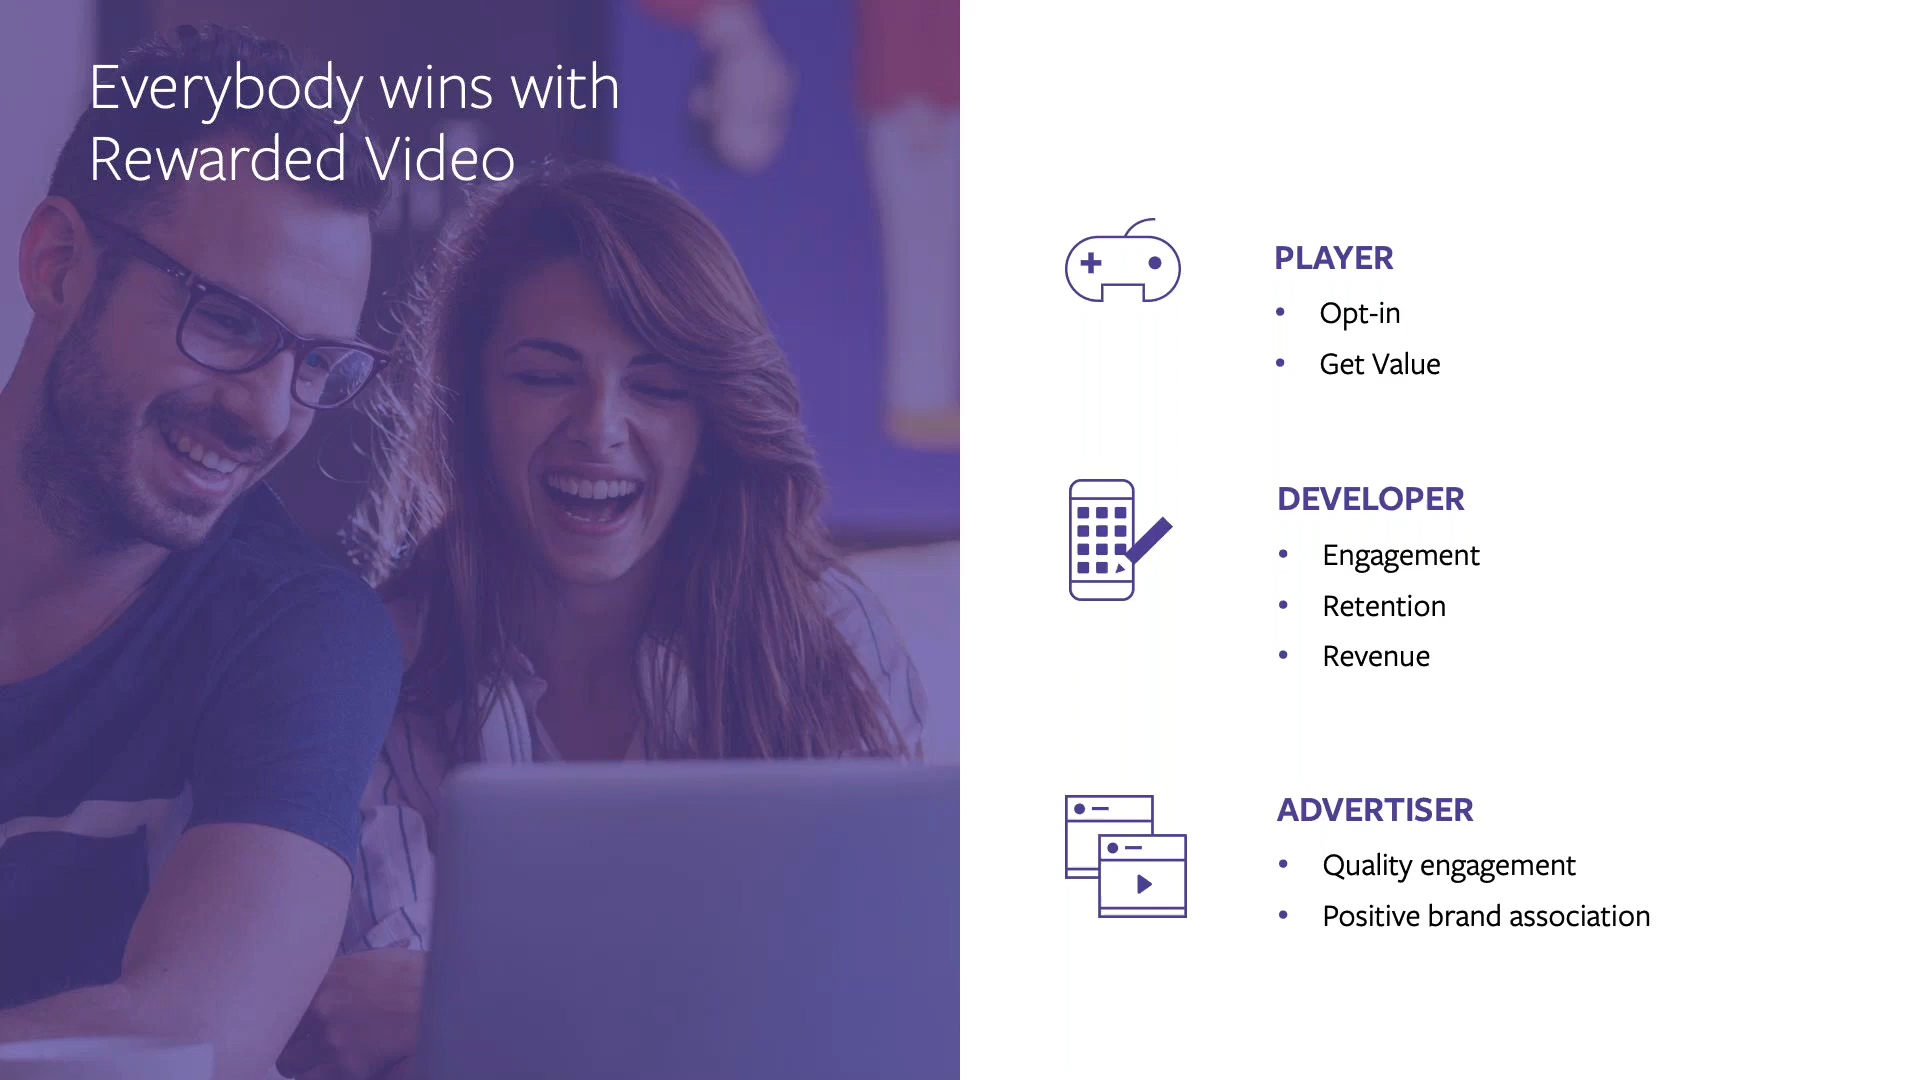 Everybody wins with
Rewarded Video
PLAYER
• Opt-in
• Get Value
DEVELOPER
• Engagement
• Retention
• Revenue
ADVERTISER
• Quality engagement
• Positive brand association